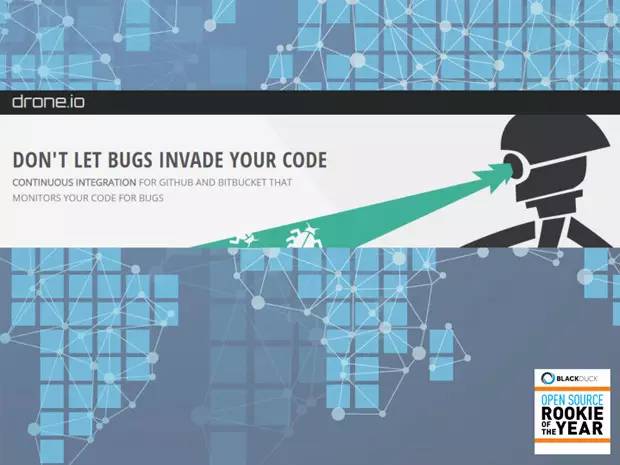 drone.io
DON'T LET BUGS INVADE YOUR CODE
CONTINUOUS INTEGRATION FOR GITHUB AND BITBUCKET THAT
MONITORS YOUR CODE FOR BUGS
BLACKDUCK
OPEN SOURCE
ROOKIE
OF THE
YEAR